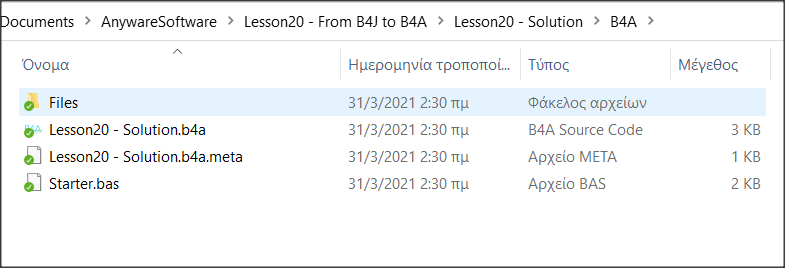 Documents > AnywareSoftware > Lesson20 - From B4J to B4A > Lesson20 - Solution > B4A >
Όνομα Ημερομηνία τροποποί... Τύπος Μέγεθος
Files 31/3/2021 2:30 πμ Φάκελος αρχείων
B4A Lesson20 - Solution.b4a 31/3/2021 2:30 πμ B4A Source Code 3 KB
Lesson20 - Solution.b4a.meta 31/3/2021 2:30 πμ Αρχείο META 1 KB
Starter.bas 31/3/2021 2:30 πμ Αρχείο BAS 2 KB